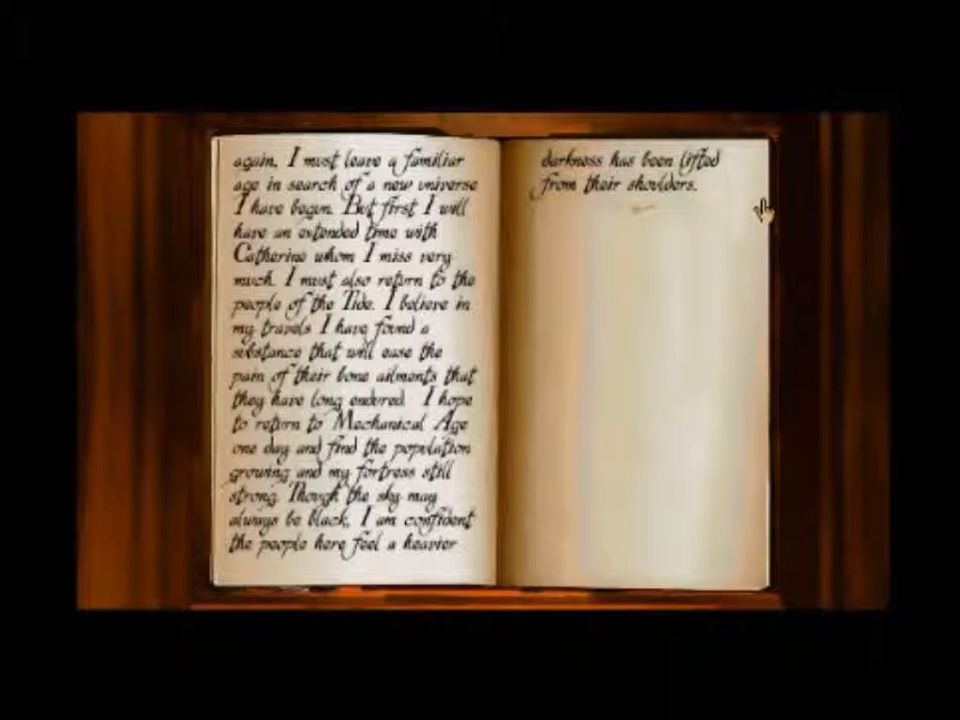 again, I must leave a familiar
age in search of a new universe
I have begun. But first I will
have an extended time with
Catherine whom I miss very
much. I must also return to the
people of the Tide. I believe in
my travels I have found a
substance that will ease the
pain of their bone ailments that
they have long endured. I hope
to return to Mechanical Age
one day and find the population
growing and my fortress still
strong. Though the sky may
always be black, I am confident
the people here feel a heavier
darkness has been lifted
from their shoulders.